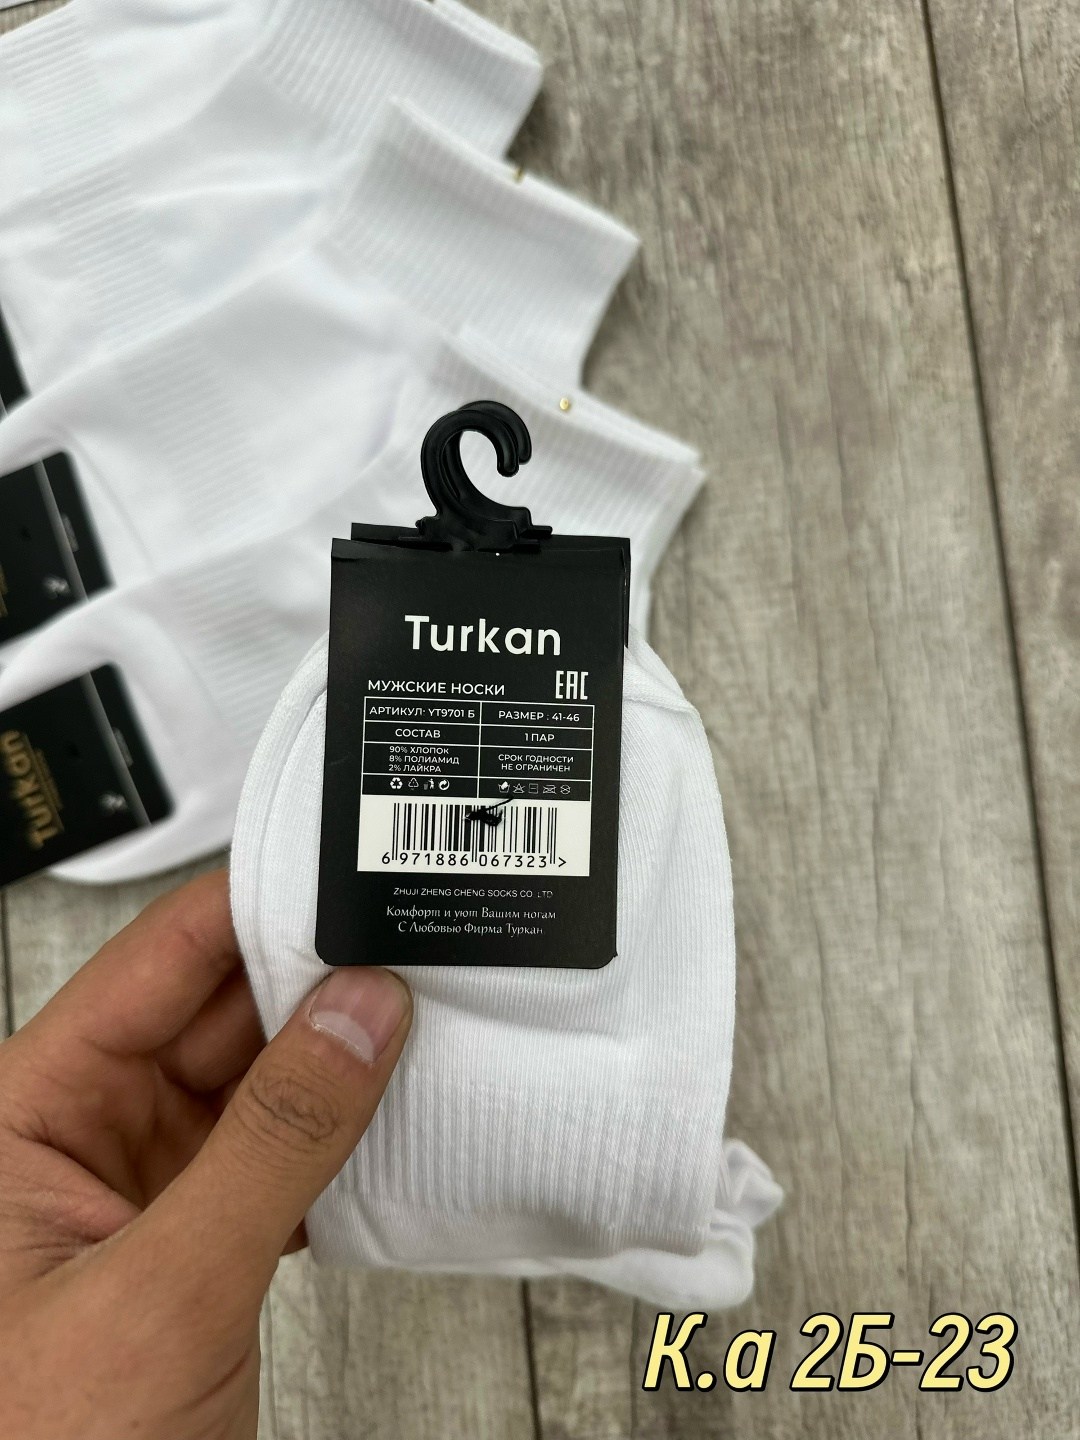 Turkan
МУЖСКИЕ НОСКИ
EAC
АРТИКУЛ: YT9701 Б
РАЗМЕР : 41-46
СОСТАВ
1 ПАР
90% ХЛОПОК
8% ПОЛИАМИД
2% ЛАЙКРА
СРОК ГОДНОСТИ
НЕ ОГРАНИЧЕН
6 971886 067323 >
ZHUJI ZHENG CHENG SOCKS CO LTD
Комфорт и уют Вашим ногам
С Любовью Фирма Туркан
Turkan
К.а 2Б-23